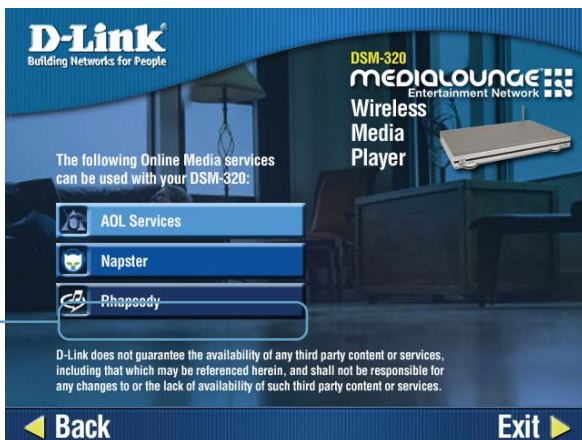 D-Link
Building Networks for People
DSM-320
MEDIALOUNGE
Entertainment Network
Wireless
Media
Player
The following Online Media services
can be used with your DSM-320:
AOL Services
Napster
Rhapsody
D-Link does not guarantee the availability of any third party content or services,
including that which may be referenced herein, and shall not be responsible for
any changes to or the lack of availability of such third party content or services.
Back
Exit